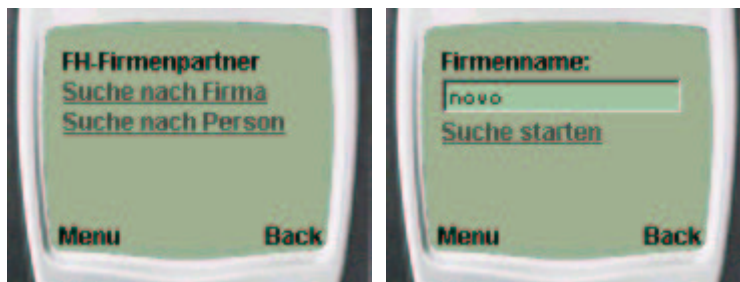 FH-Firmenpartner
Suche nach Firma
Suche nach Person
Menu Back
Firmenname:
novo
Suche starten
Menu Back